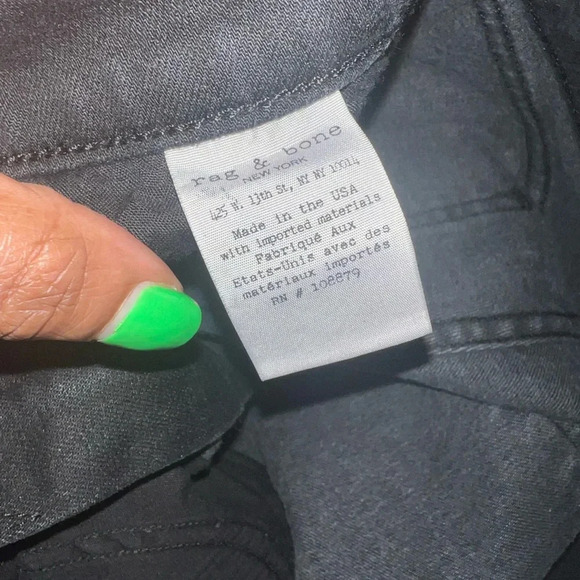 rag & bone
NEW YORK
425 W. 13th St, NY NY 10014
Made in the USA
with imported materials
Fabriqué Aux
Etats-Unis avec des
matériaux importés
RN # 108879